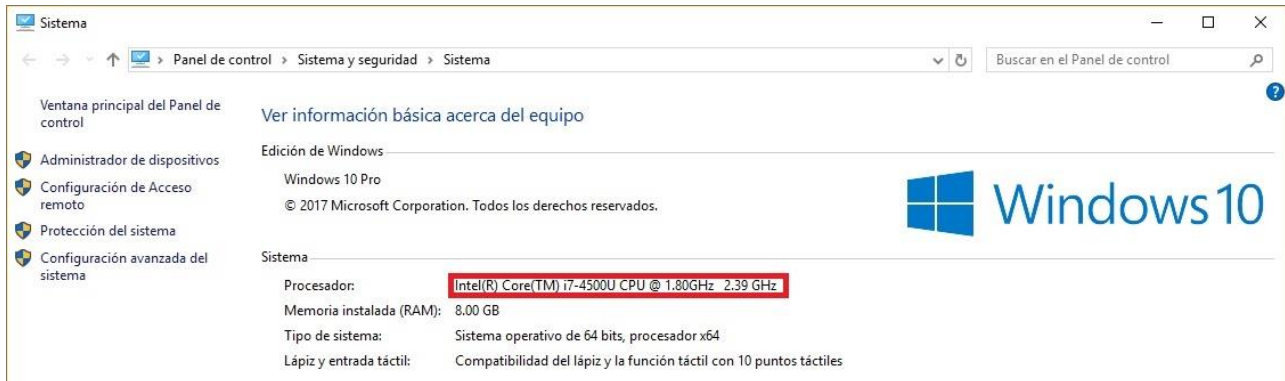 Sistema
Panel de control > Sistema y seguridad > Sistema
Buscar en el Panel de control
Ventana principal del Panel de
control
Administrador de dispositivos
Configuración de Acceso
remoto
Protección del sistema
Configuración avanzada del
sistema
Ver información básica acerca del equipo
Edición de Windows
Windows 10 Pro
© 2017 Microsoft Corporation. Todos los derechos reservados.
Windows 10
Sistema
Procesador: Intel(R) Core(TM) i7-4500U CPU @ 1.80GHz 2.39 GHz
Memoria instalada (RAM): 8.00 GB
Tipo de sistema: Sistema operativo de 64 bits, procesador x64
Lápiz y entrada táctil: Compatibilidad del lápiz y la función táctil con 10 puntos táctiles